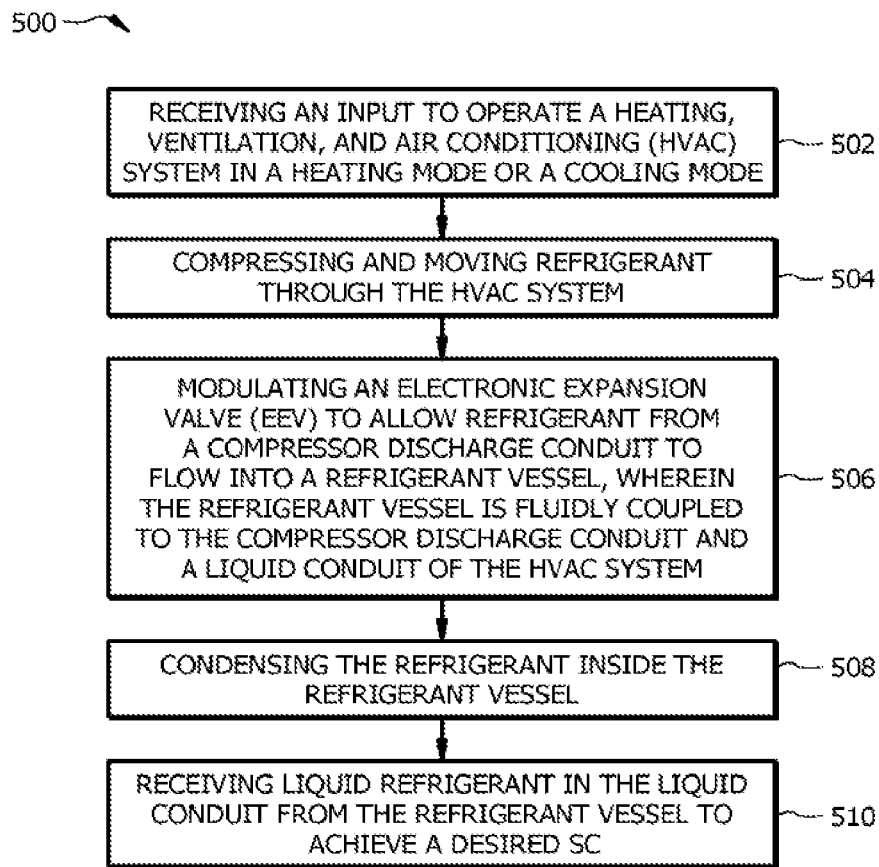 500
RECEIVING AN INPUT TO OPERATE A HEATING,
VENTILATION, AND AIR CONDITIONING (HVAC)
SYSTEM IN A HEATING MODE OR A COOLING MODE
502
COMPRESSING AND MOVING REFRIGERANT
THROUGH THE HVAC SYSTEM
504
MODULATING AN ELECTRONIC EXPANSION
VALVE (EEV) TO ALLOW REFRIGERANT FROM
A COMPRESSOR DISCHARGE CONDUIT TO
FLOW INTO A REFRIGERANT VESSEL, WHEREIN
THE REFRIGERANT VESSEL IS FLUIDLY COUPLED
TO THE COMPRESSOR DISCHARGE CONDUIT AND
A LIQUID CONDUIT OF THE HVAC SYSTEM
506
CONDENSING THE REFRIGERANT INSIDE THE
REFRIGERANT VESSEL
508
RECEIVING LIQUID REFRIGERANT IN THE LIQUID
CONDUIT FROM THE REFRIGERANT VESSEL TO
ACHIEVE A DESIRED SC
510